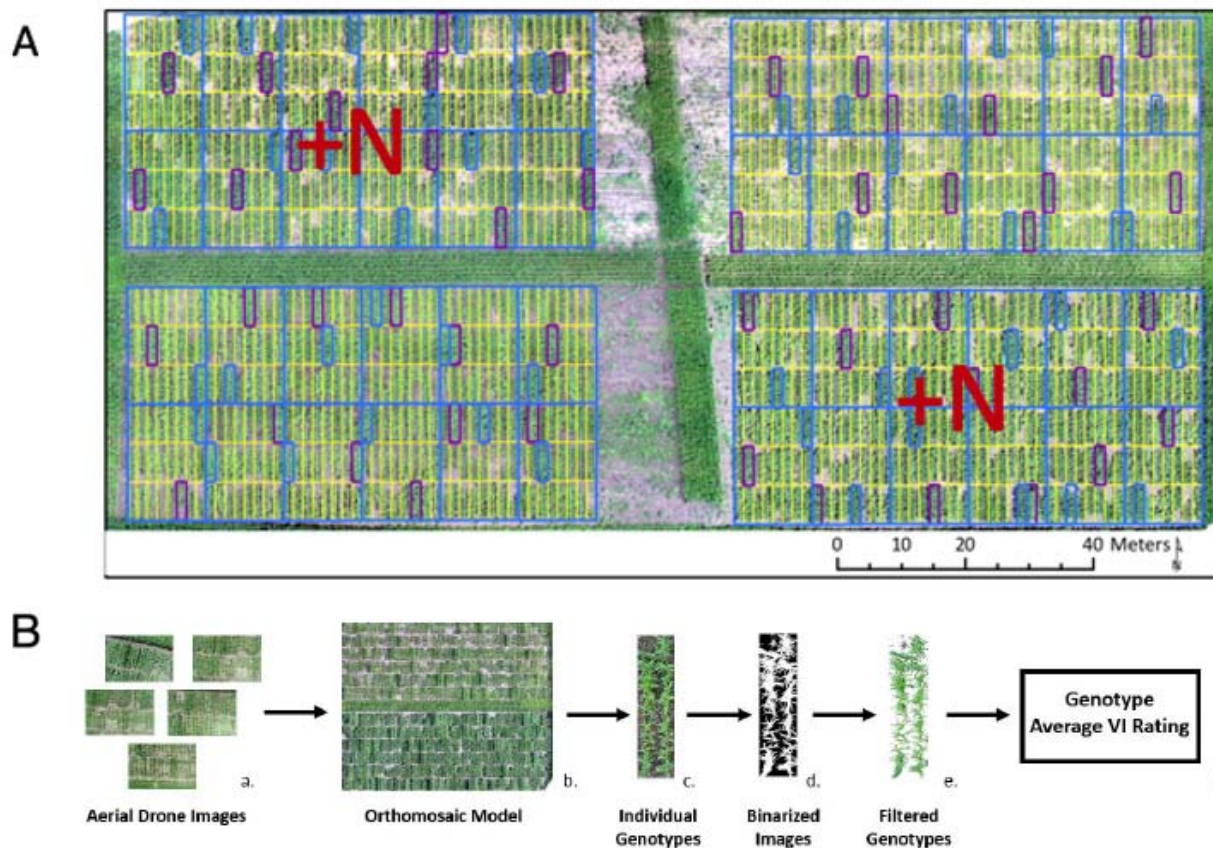 A
+N
+N
0 10 20 40 Meters
N
B
a.
b.
c.
d.
e.
Genotype
Average VI Rating
Aerial Drone Images
Orthomosaic Model
Individual
Genotypes
Binarized
Images
Filtered
Genotypes